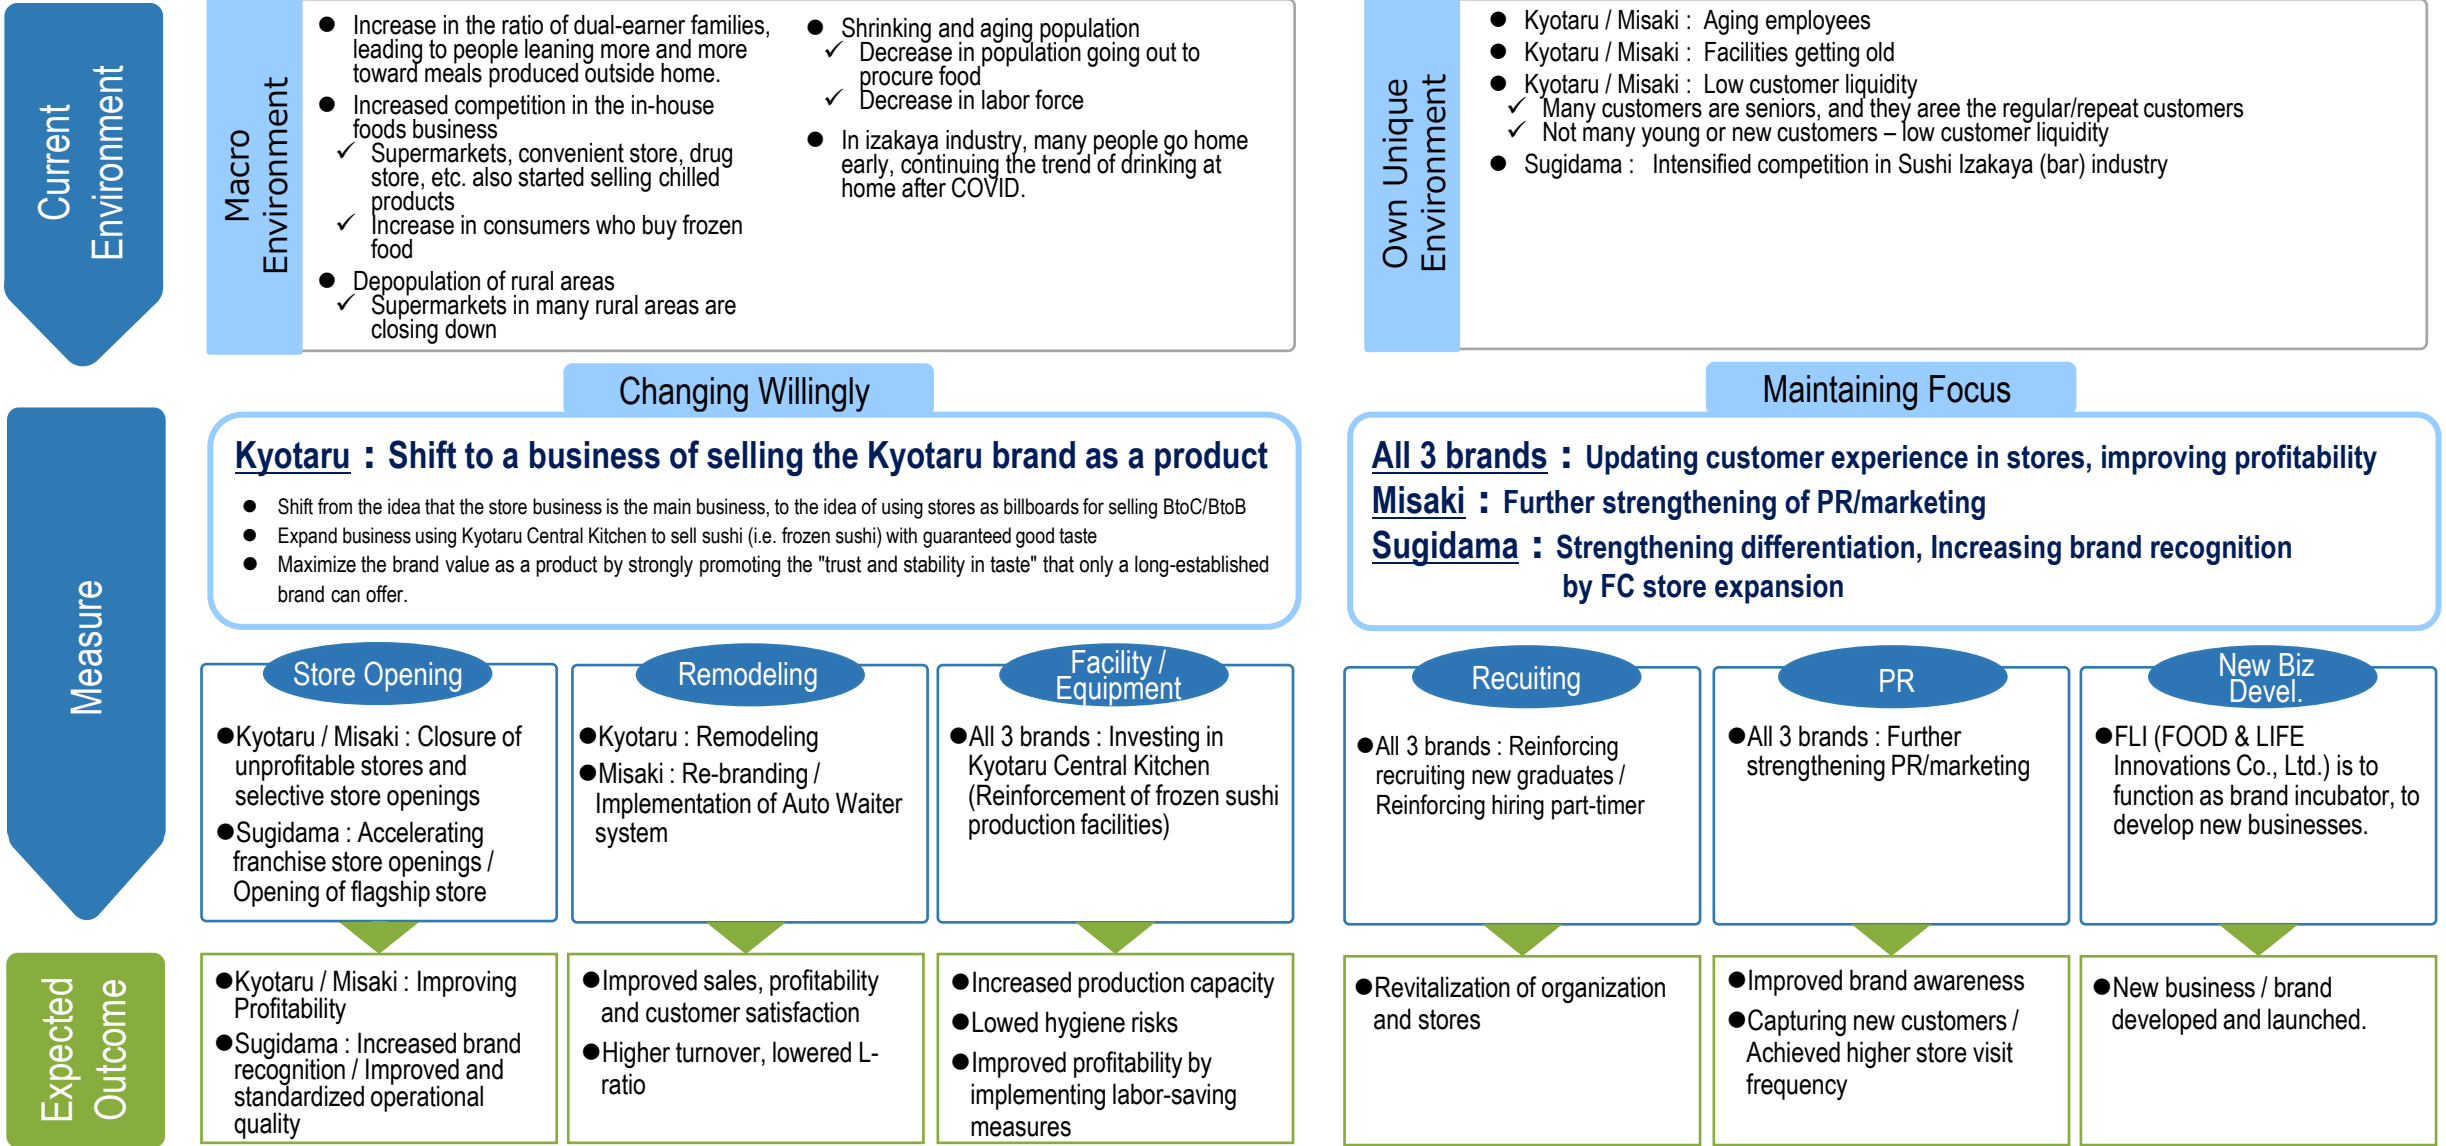 Current
Environment
Macro
Environment
● Increase in the ratio of dual-earner families,
leading to people leaning more and more
toward meals produced outside home.
● Increased competition in the in-house
foods business
✓ Supermarkets, convenient store, drug
store, etc. also started selling chilled
products
✓ Increase in consumers who buy frozen
food
● Depopulation of rural areas
✓ Supermarkets in many rural areas are
closing down
● Shrinking and aging population
✓ Decrease in population going out to
procure food
✓ Decrease in labor force
● In izakaya industry, many people go home
early, continuing the trend of drinking at
home after COVID.
Own Unique
Environment
● Kyotaru / Misaki : Aging employees
● Kyotaru / Misaki : Facilities getting old
● Kyotaru / Misaki : Low customer liquidity
✓ Many customers are seniors, and they aree the regular/repeat customers
✓ Not many young or new customers – low customer liquidity
● Sugidama : Intensified competition in Sushi Izakaya (bar) industry
Measure
Changing Willingly
Kyotaru : Shift to a business of selling the Kyotaru brand as a product
● Shift from the idea that the store business is the main business, to the idea of using stores as billboards for selling BtoC/BtoB
● Expand business using Kyotaru Central Kitchen to sell sushi (i.e. frozen sushi) with guaranteed good taste
● Maximize the brand value as a product by strongly promoting the "trust and stability in taste" that only a long-established
brand can offer.
Maintaining Focus
All 3 brands : Updating customer experience in stores, improving profitability
Misaki : Further strengthening of PR/marketing
Sugidama : Strengthening differentiation, Increasing brand recognition
by FC store expansion
Store Opening
● Kyotaru / Misaki : Closure of
unprofitable stores and
selective store openings
● Sugidama : Accelerating
franchise store openings /
Opening of flagship store
Remodeling
● Kyotaru : Remodeling
● Misaki : Re-branding /
Implementation of Auto Waiter
system
Facility /
Equipment
● All 3 brands : Investing in
Kyotaru Central Kitchen
(Reinforcement of frozen sushi
production facilities)
Recuiting
● All 3 brands : Reinforcing
recruiting new graduates /
Reinforcing hiring part-timer
PR
● All 3 brands : Further
strengthening PR/marketing
New Biz
Devel.
● FLI (FOOD & LIFE
Innovations Co., Ltd.) is to
function as brand incubator, to
develop new businesses.
Expected
Outcome
● Kyotaru / Misaki : Improving
Profitability
● Sugidama : Increased brand
recognition / Improved and
standardized operational
quality
● Improved sales, profitability
and customer satisfaction
● Higher turnover, lowered L-
ratio
● Increased production capacity
● Lowed hygiene risks
● Improved profitability by
implementing labor-saving
measures
● Revitalization of organization
and stores
● Improved brand awareness
● Capturing new customers /
Achieved higher store visit
frequency
● New business / brand
developed and launched.